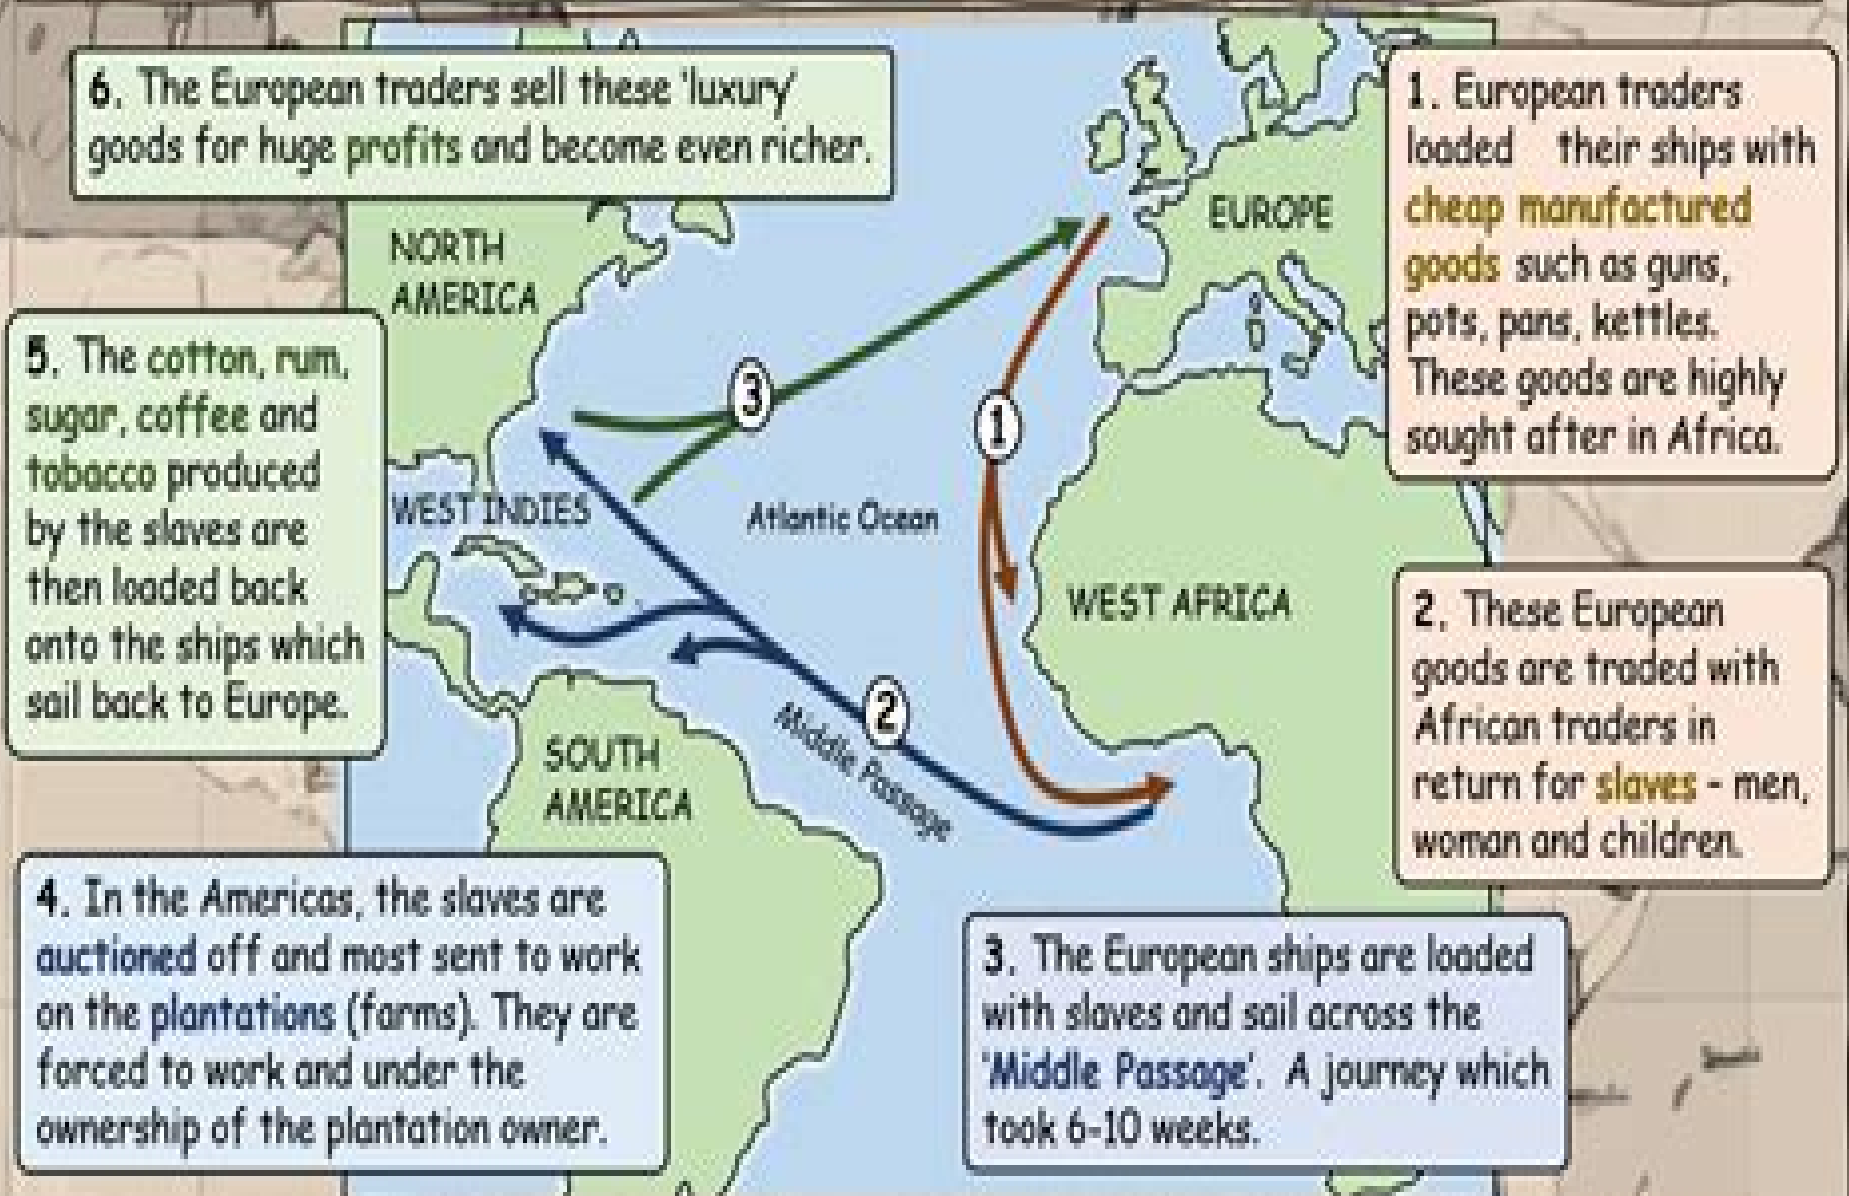 6. The European traders sell these 'luxury'
goods for huge profits and become even richer.
1. European traders
loaded their ships with
cheap manufactured
goods such as guns,
pots, pans, kettles.
These goods are highly
sought after in Africa.
NORTH
AMERICA
EUROPE
5. The cotton, rum,
sugar, coffee and
tobacco produced
by the slaves are
then loaded back
onto the ships which
sail back to Europe.
3
1
WEST INDIES
Atlantic Ocean
WEST AFRICA
2. These European
goods are traded with
African traders in
return for slaves - men,
woman and children.
2
Middle Passage
SOUTH
AMERICA
4. In the Americas, the slaves are
auctioned off and most sent to work
on the plantations (farms). They are
forced to work and under the
ownership of the plantation owner.
3. The European ships are loaded
with slaves and sail across the
'Middle Passage'. A journey which
took 6-10 weeks.